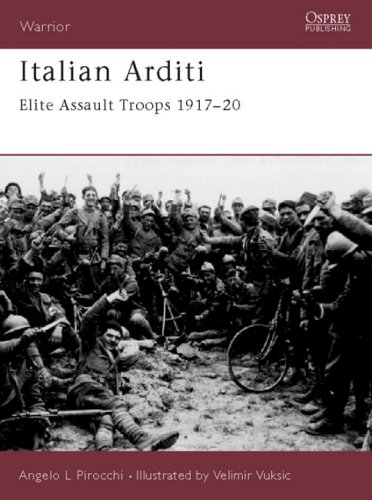 Warrior
OSPREY
PUBLISHING
Italian Arditi
Elite Assault Troops 1917–20
Angelo L Pirocchi • Illustrated by Velimir Vuksic